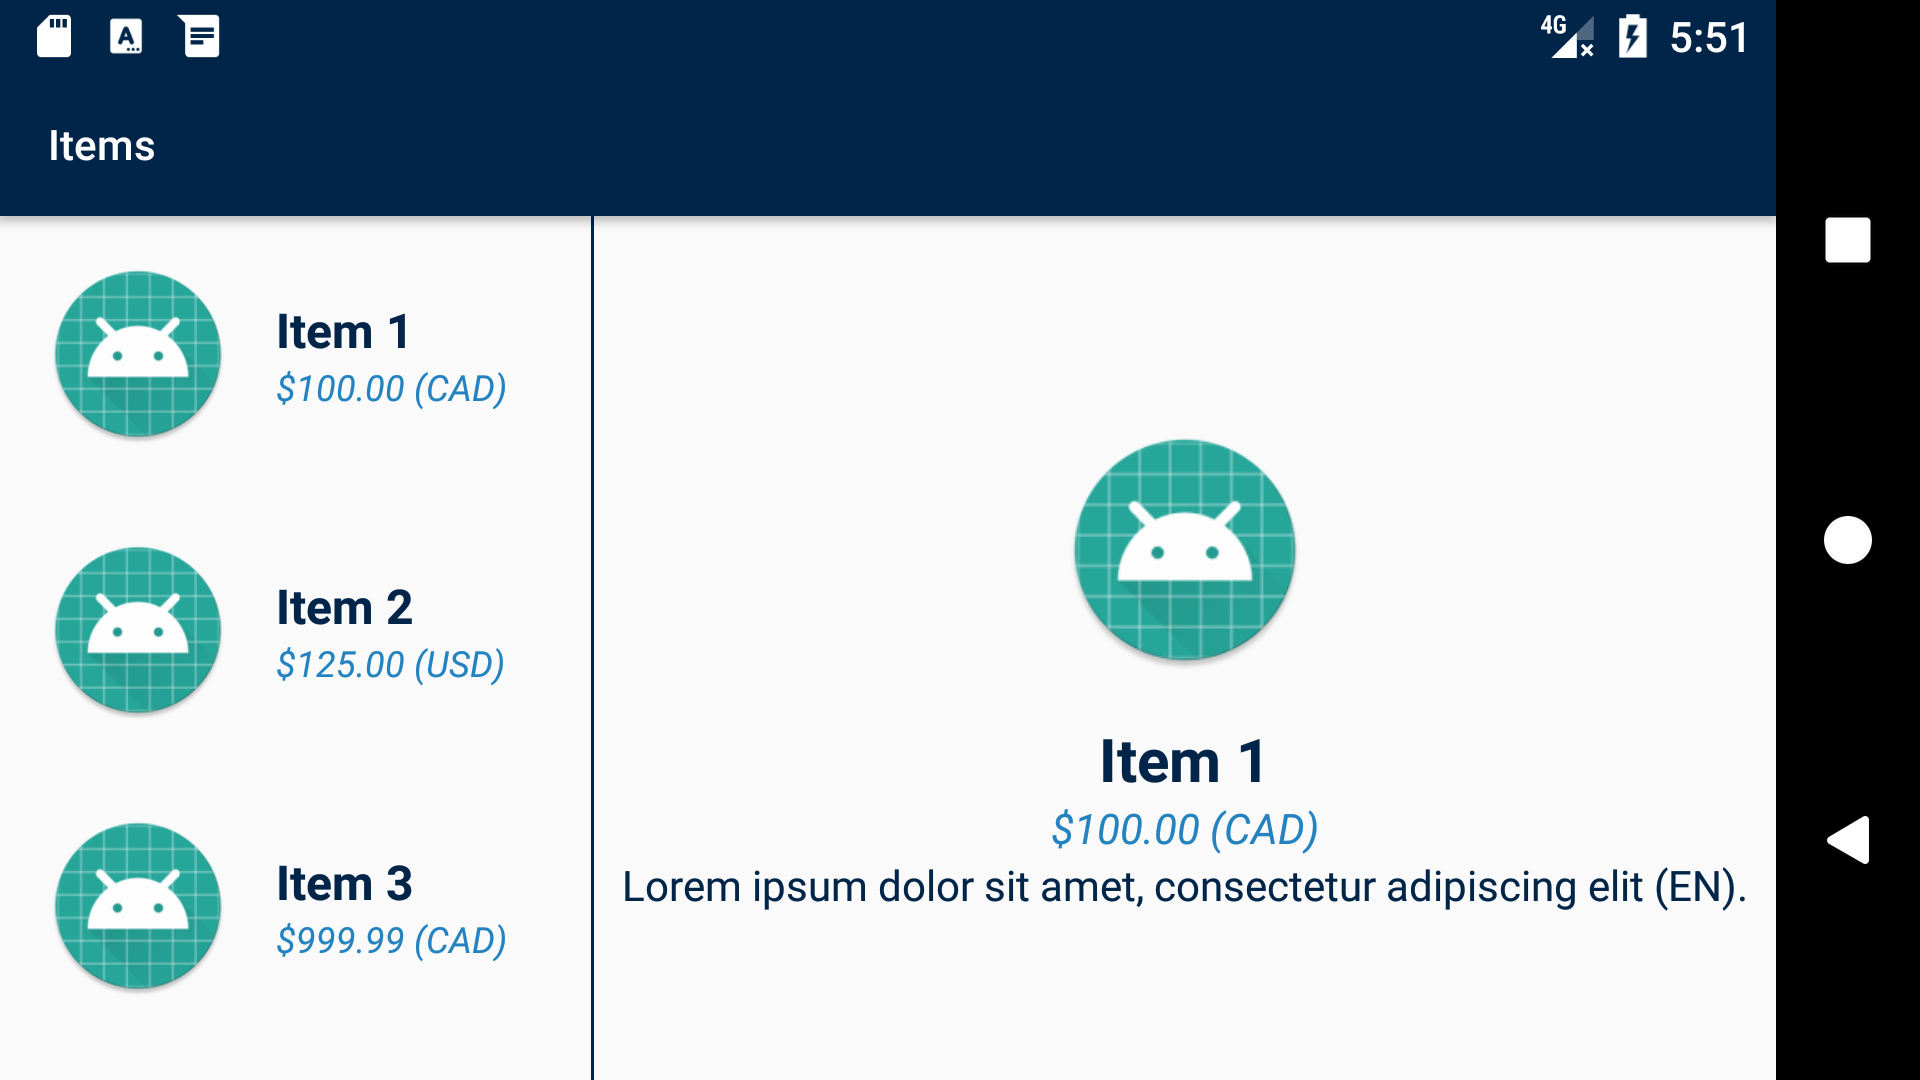 4G 5:51
Items
Item 1
$100.00 (CAD)
Item 2
$125.00 (USD)
Item 3
$999.99 (CAD)
Item 1
$100.00 (CAD)
Lorem ipsum dolor sit amet, consectetur adipiscing elit (EN).